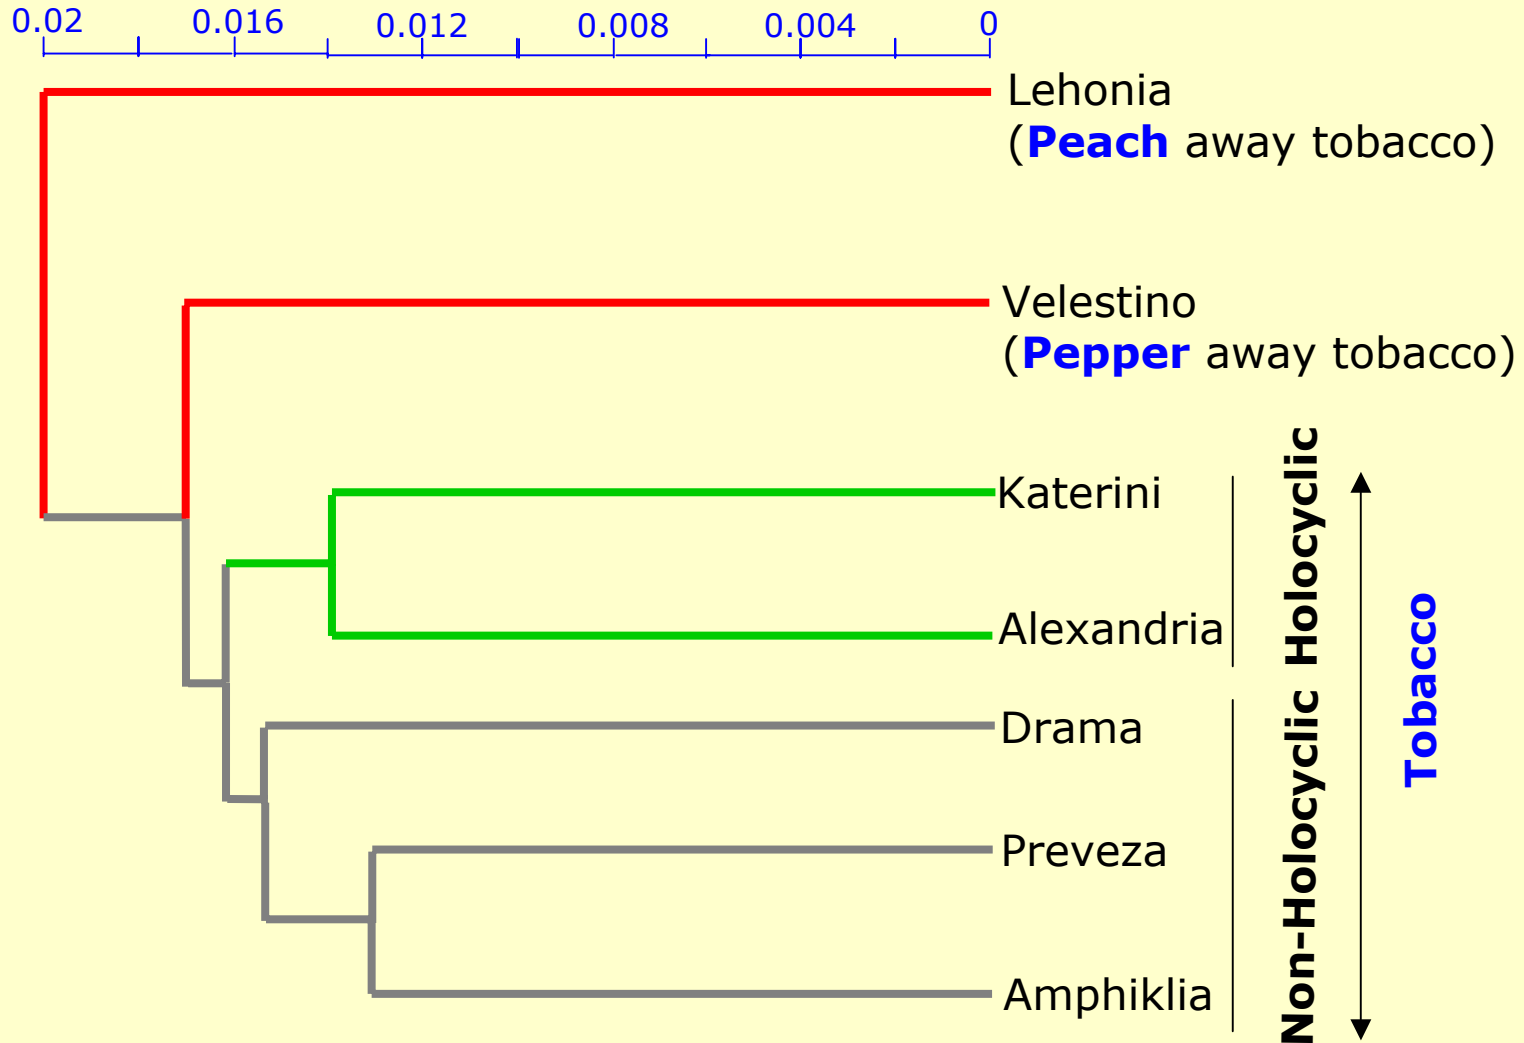 0.02 0.016 0.012 0.008 0.004 0
Lehonia
(Peach away tobacco)
Velestino
(Pepper away tobacco)
Katerini
Alexandria
Holocyclic
Drama
Preveza
Amphiklia
Non-Holocyclic
Tobacco